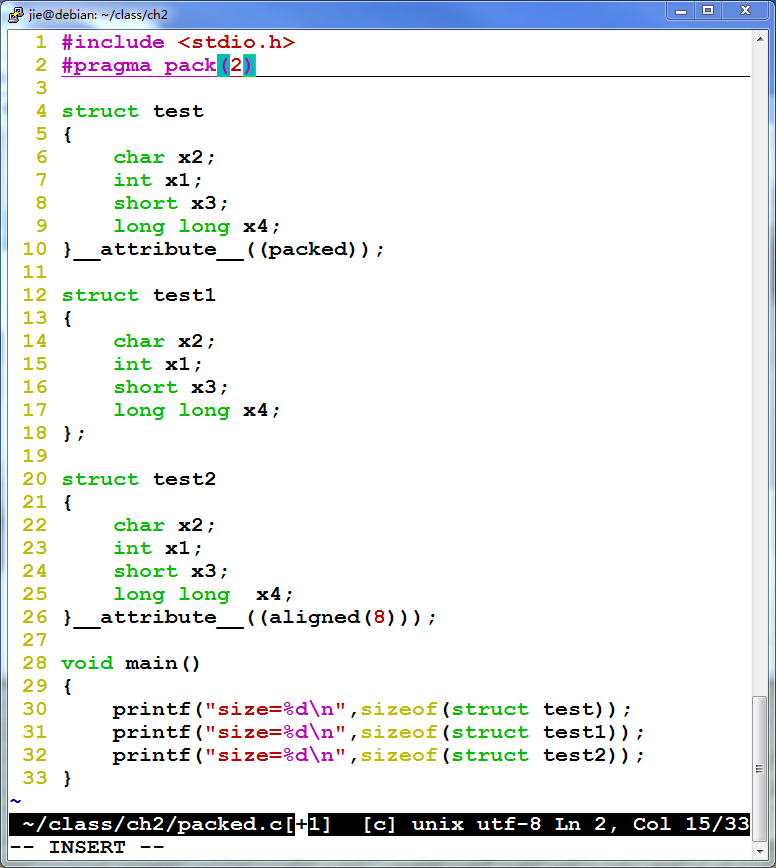 jie@debian: ~/class/ch2
1 #include <stdio.h>
2 #pragma pack(2)
3
4 struct test
5 {
6     char x2;
7     int x1;
8     short x3;
9     long long x4;
10 }__attribute__((packed));
11
12 struct test1
13 {
14     char x2;
15     int x1;
16     short x3;
17     long long x4;
18 };
19
20 struct test2
21 {
22     char x2;
23     int x1;
24     short x3;
25     long long  x4;
26 }__attribute__((aligned(8)));
27
28 void main()
29 {
30     printf("size=%d\n",sizeof(struct test));
31     printf("size=%d\n",sizeof(struct test1));
32     printf("size=%d\n",sizeof(struct test2));
33 }
~
~/class/ch2/packed.c[+1]  [c] unix utf-8 Ln 2, Col 15/33
-- INSERT --